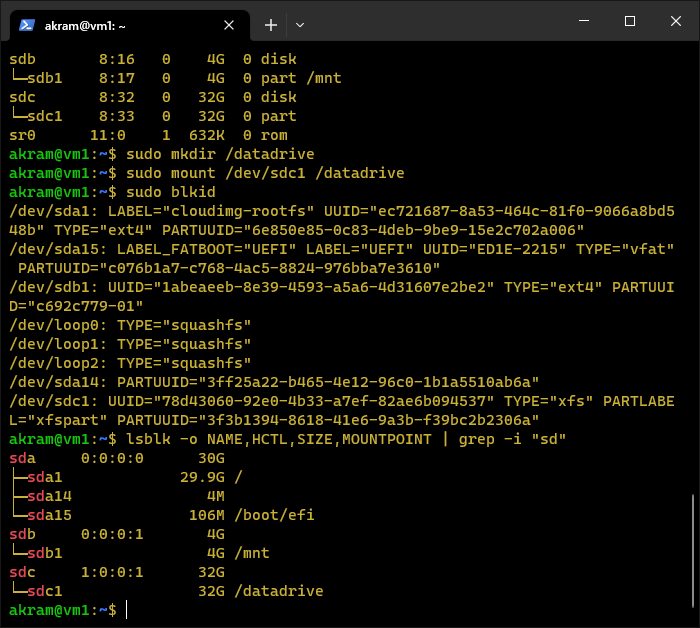 akram@vm1: ~
sdb       8:16   0    4G  0 disk
└─sdb1    8:17   0    4G  0 part /mnt
sdc       8:32   0   32G  0 disk
└─sdc1    8:33   0   32G  0 part
sr0      11:0    1  632K  0 rom
akram@vm1:~$ sudo mkdir /datadrive
akram@vm1:~$ sudo mount /dev/sdc1 /datadrive
akram@vm1:~$ sudo blkid
/dev/sda1: LABEL="cloudimg-rootfs" UUID="ec721687-8a53-464c-81f0-9066a8bd5
48b" TYPE="ext4" PARTUUID="6e850e85-0c83-4deb-9be9-15e2c702a006"
/dev/sda15: LABEL_FATBOOT="UEFI" LABEL="UEFI" UUID="ED1E-2215" TYPE="vfat"
 PARTUUID="c076b1a7-c768-4ac5-8824-976bba7e3610"
/dev/sdb1: UUID="1abeaeeb-8e39-4593-a5a6-4d31607e2be2" TYPE="ext4" PARTUUI
D="c692c779-01"
/dev/loop0: TYPE="squashfs"
/dev/loop1: TYPE="squashfs"
/dev/loop2: TYPE="squashfs"
/dev/sda14: PARTUUID="3ff25a22-b465-4e12-96c0-1b1a5510ab6a"
/dev/sdc1: UUID="78d43060-92e0-4b33-a7ef-82ae6b094537" TYPE="xfs" PARTLABE
L="xfspart" PARTUUID="3f3b1394-8618-41e6-9a3b-f39bc2b2306a"
akram@vm1:~$ lsblk -o NAME,HCTL,SIZE,MOUNTPOINT | grep -i "sd"
sda     0:0:0:0      30G
├─sda1             29.9G /
├─sda14               4M
└─sda15             106M /boot/efi
sdb     0:0:0:1       4G
└─sdb1                4G /mnt
sdc     1:0:0:1      32G
└─sdc1               32G /datadrive
akram@vm1:~$